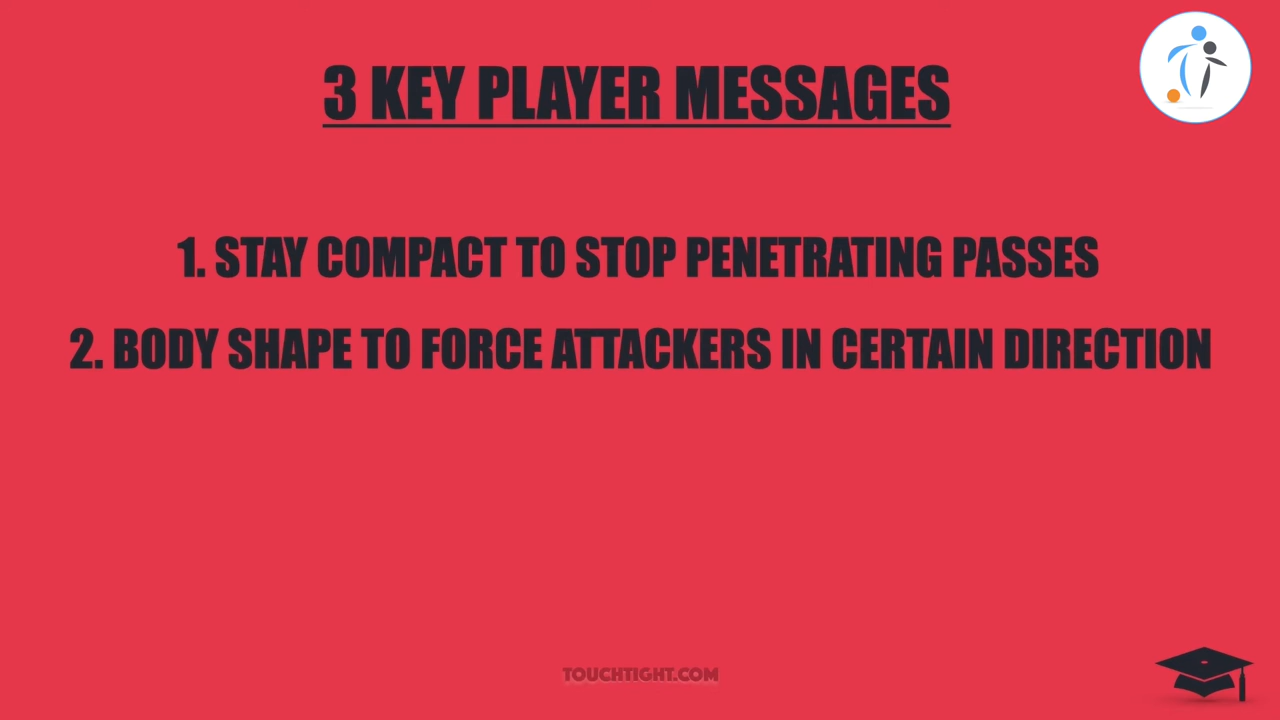 3 KEY PLAYER MESSAGES
1. STAY COMPACT TO STOP PENETRATING PASSES
2. BODY SHAPE TO FORCE ATTACKERS IN CERTAIN DIRECTION
TOUCHTIGHT.COM